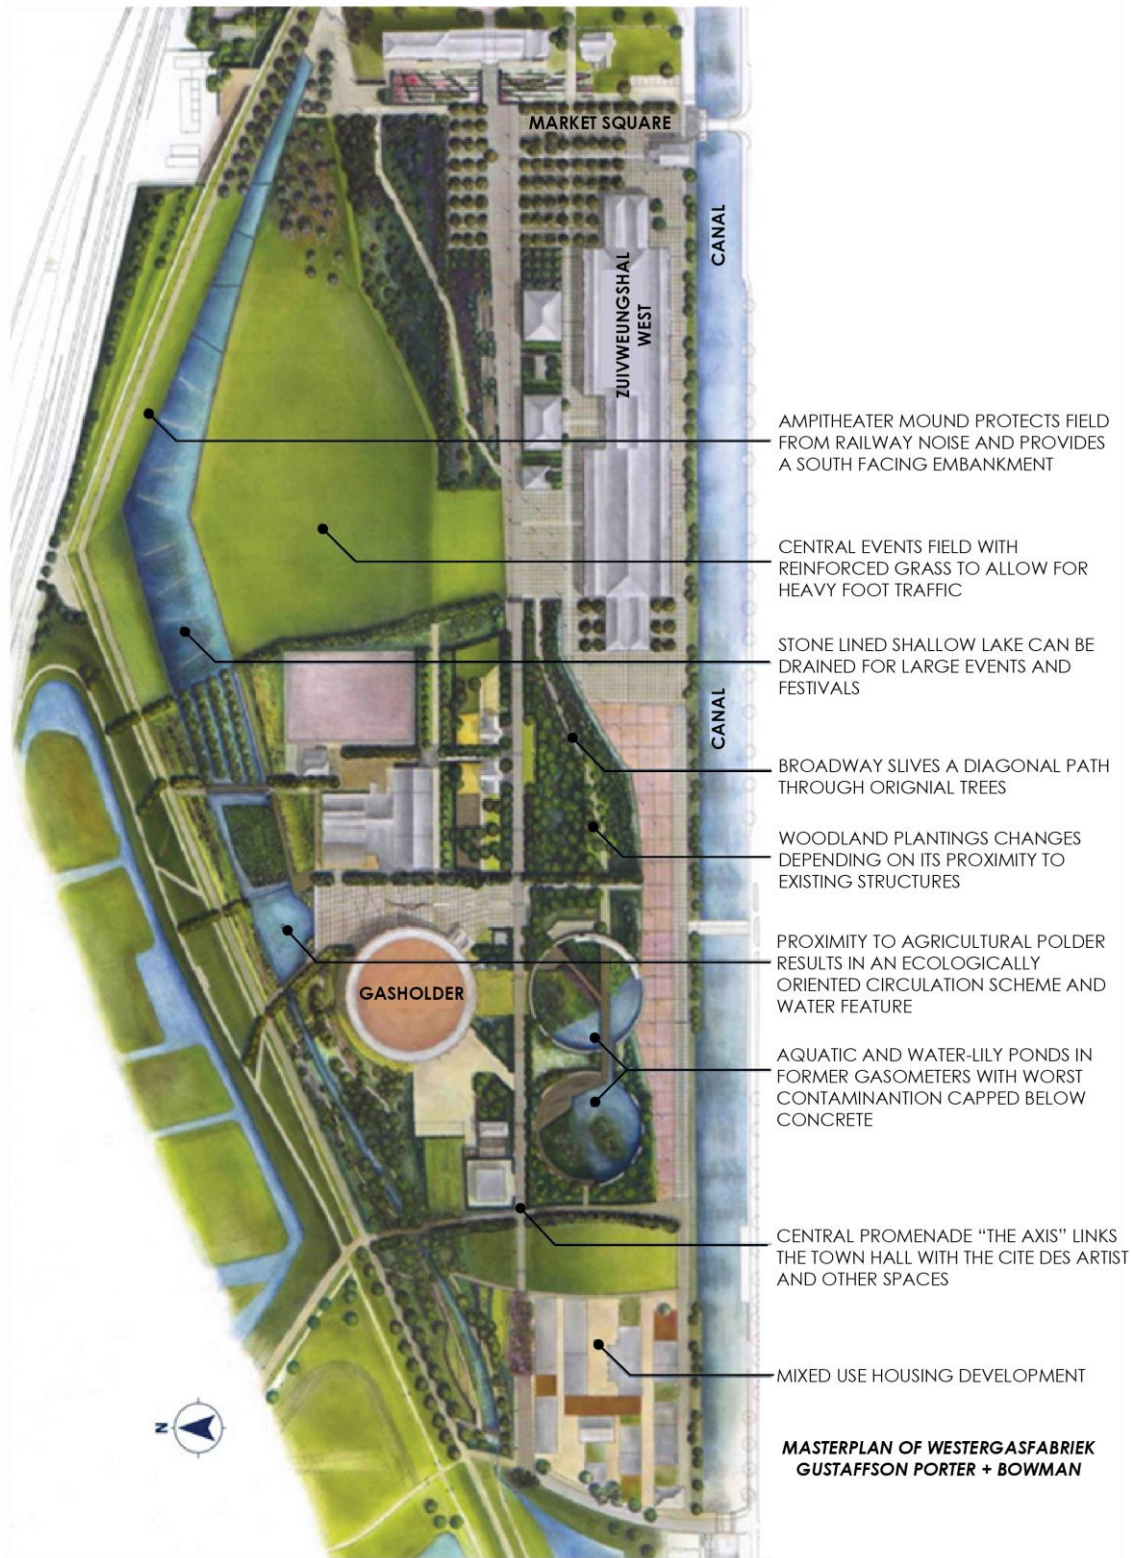 MARKET SQUARE
CANAL
ZUIVWEUNGSHAL
WEST
AMPITHEATER MOUND PROTECTS FIELD
FROM RAILWAY NOISE AND PROVIDES
A SOUTH FACING EMBANKMENT
CENTRAL EVENTS FIELD WITH
REINFORCED GRASS TO ALLOW FOR
HEAVY FOOT TRAFFIC
STONE LINED SHALLOW LAKE CAN BE
DRAINED FOR LARGE EVENTS AND
FESTIVALS
CANAL
BROADWAY SLIVES A DIAGONAL PATH
THROUGH ORIGNIAL TREES
WOODLAND PLANTINGS CHANGES
DEPENDING ON ITS PROXIMITY TO
EXISTING STRUCTURES
PROXIMITY TO AGRICULTURAL POLDER
RESULTS IN AN ECOLOGICALLY
ORIENTED CIRCULATION SCHEME AND
WATER FEATURE
GASHOLDER
AQUATIC AND WATER-LILY PONDS IN
FORMER GASOMETERS WITH WORST
CONTAMINANTION CAPPED BELOW
CONCRETE
CENTRAL PROMENADE “THE AXIS” LINKS
THE TOWN HALL WITH THE CITE DES ARTIST
AND OTHER SPACES
MIXED USE HOUSING DEVELOPMENT
N
MASTERPLAN OF WESTERGASFABRIEK
GUSTAFFSON PORTER + BOWMAN